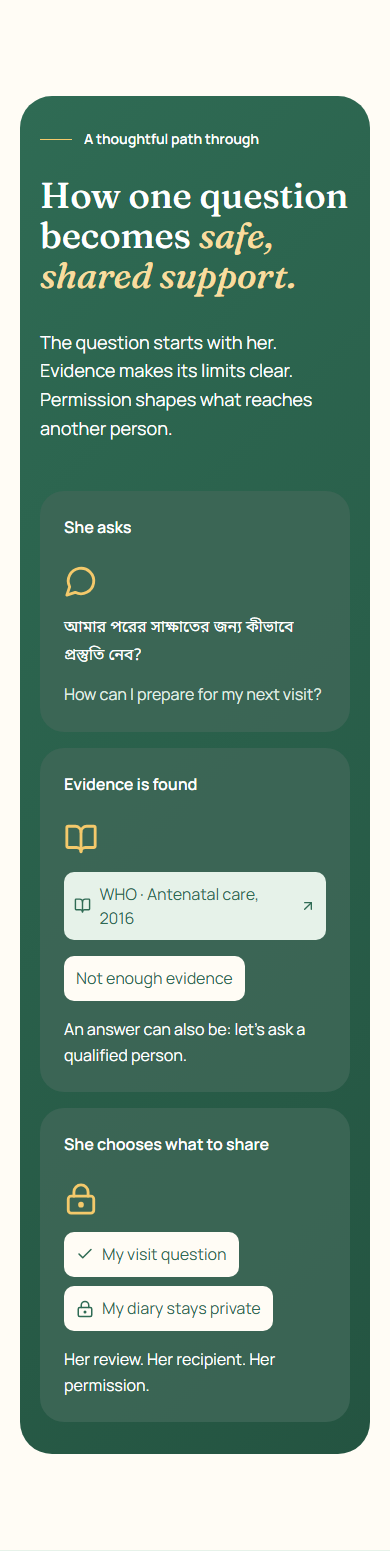 A thoughtful path through
How one question
becomes safe,
shared support.
The question starts with her.
Evidence makes its limits clear.
Permission shapes what reaches
another person.
She asks
আমার পরের সাক্ষাতের জন্য কীভাবে
প্রস্তুতি নেব?
How can I prepare for my next visit?
Evidence is found
WHO · Antenatal care,
2016
Not enough evidence
An answer can also be: let's ask a
qualified person.
She chooses what to share
My visit question
My diary stays private
Her review. Her recipient. Her
permission.